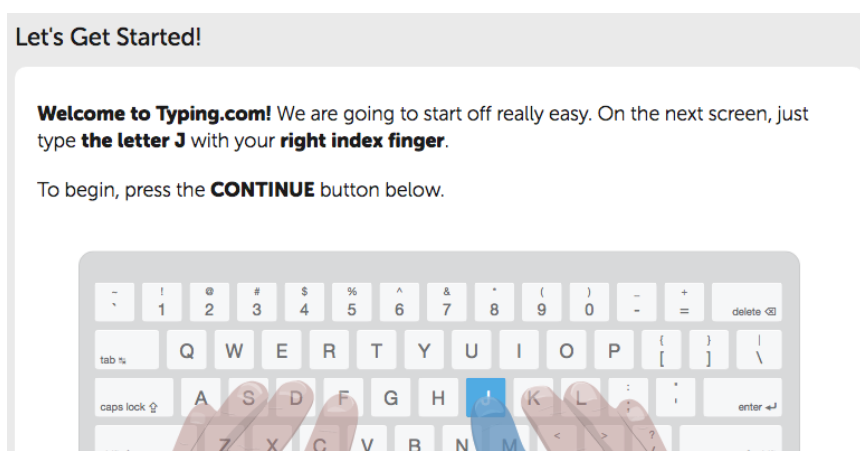 Let's Get Started!
Welcome to Typing.com! We are going to start off really easy. On the next screen, just
type the letter J with your right index finger.
To begin, press the CONTINUE button below.
~ ! @ # $ % ^ & * ( ) _ +
` 1 2 3 4 5 6 7 8 9 0 - = delete
tab Q W E R T Y U I O P { [ } ] | \
caps lock A S D F G H J K L : ; " ' enter
Z X C V B N M < > ?